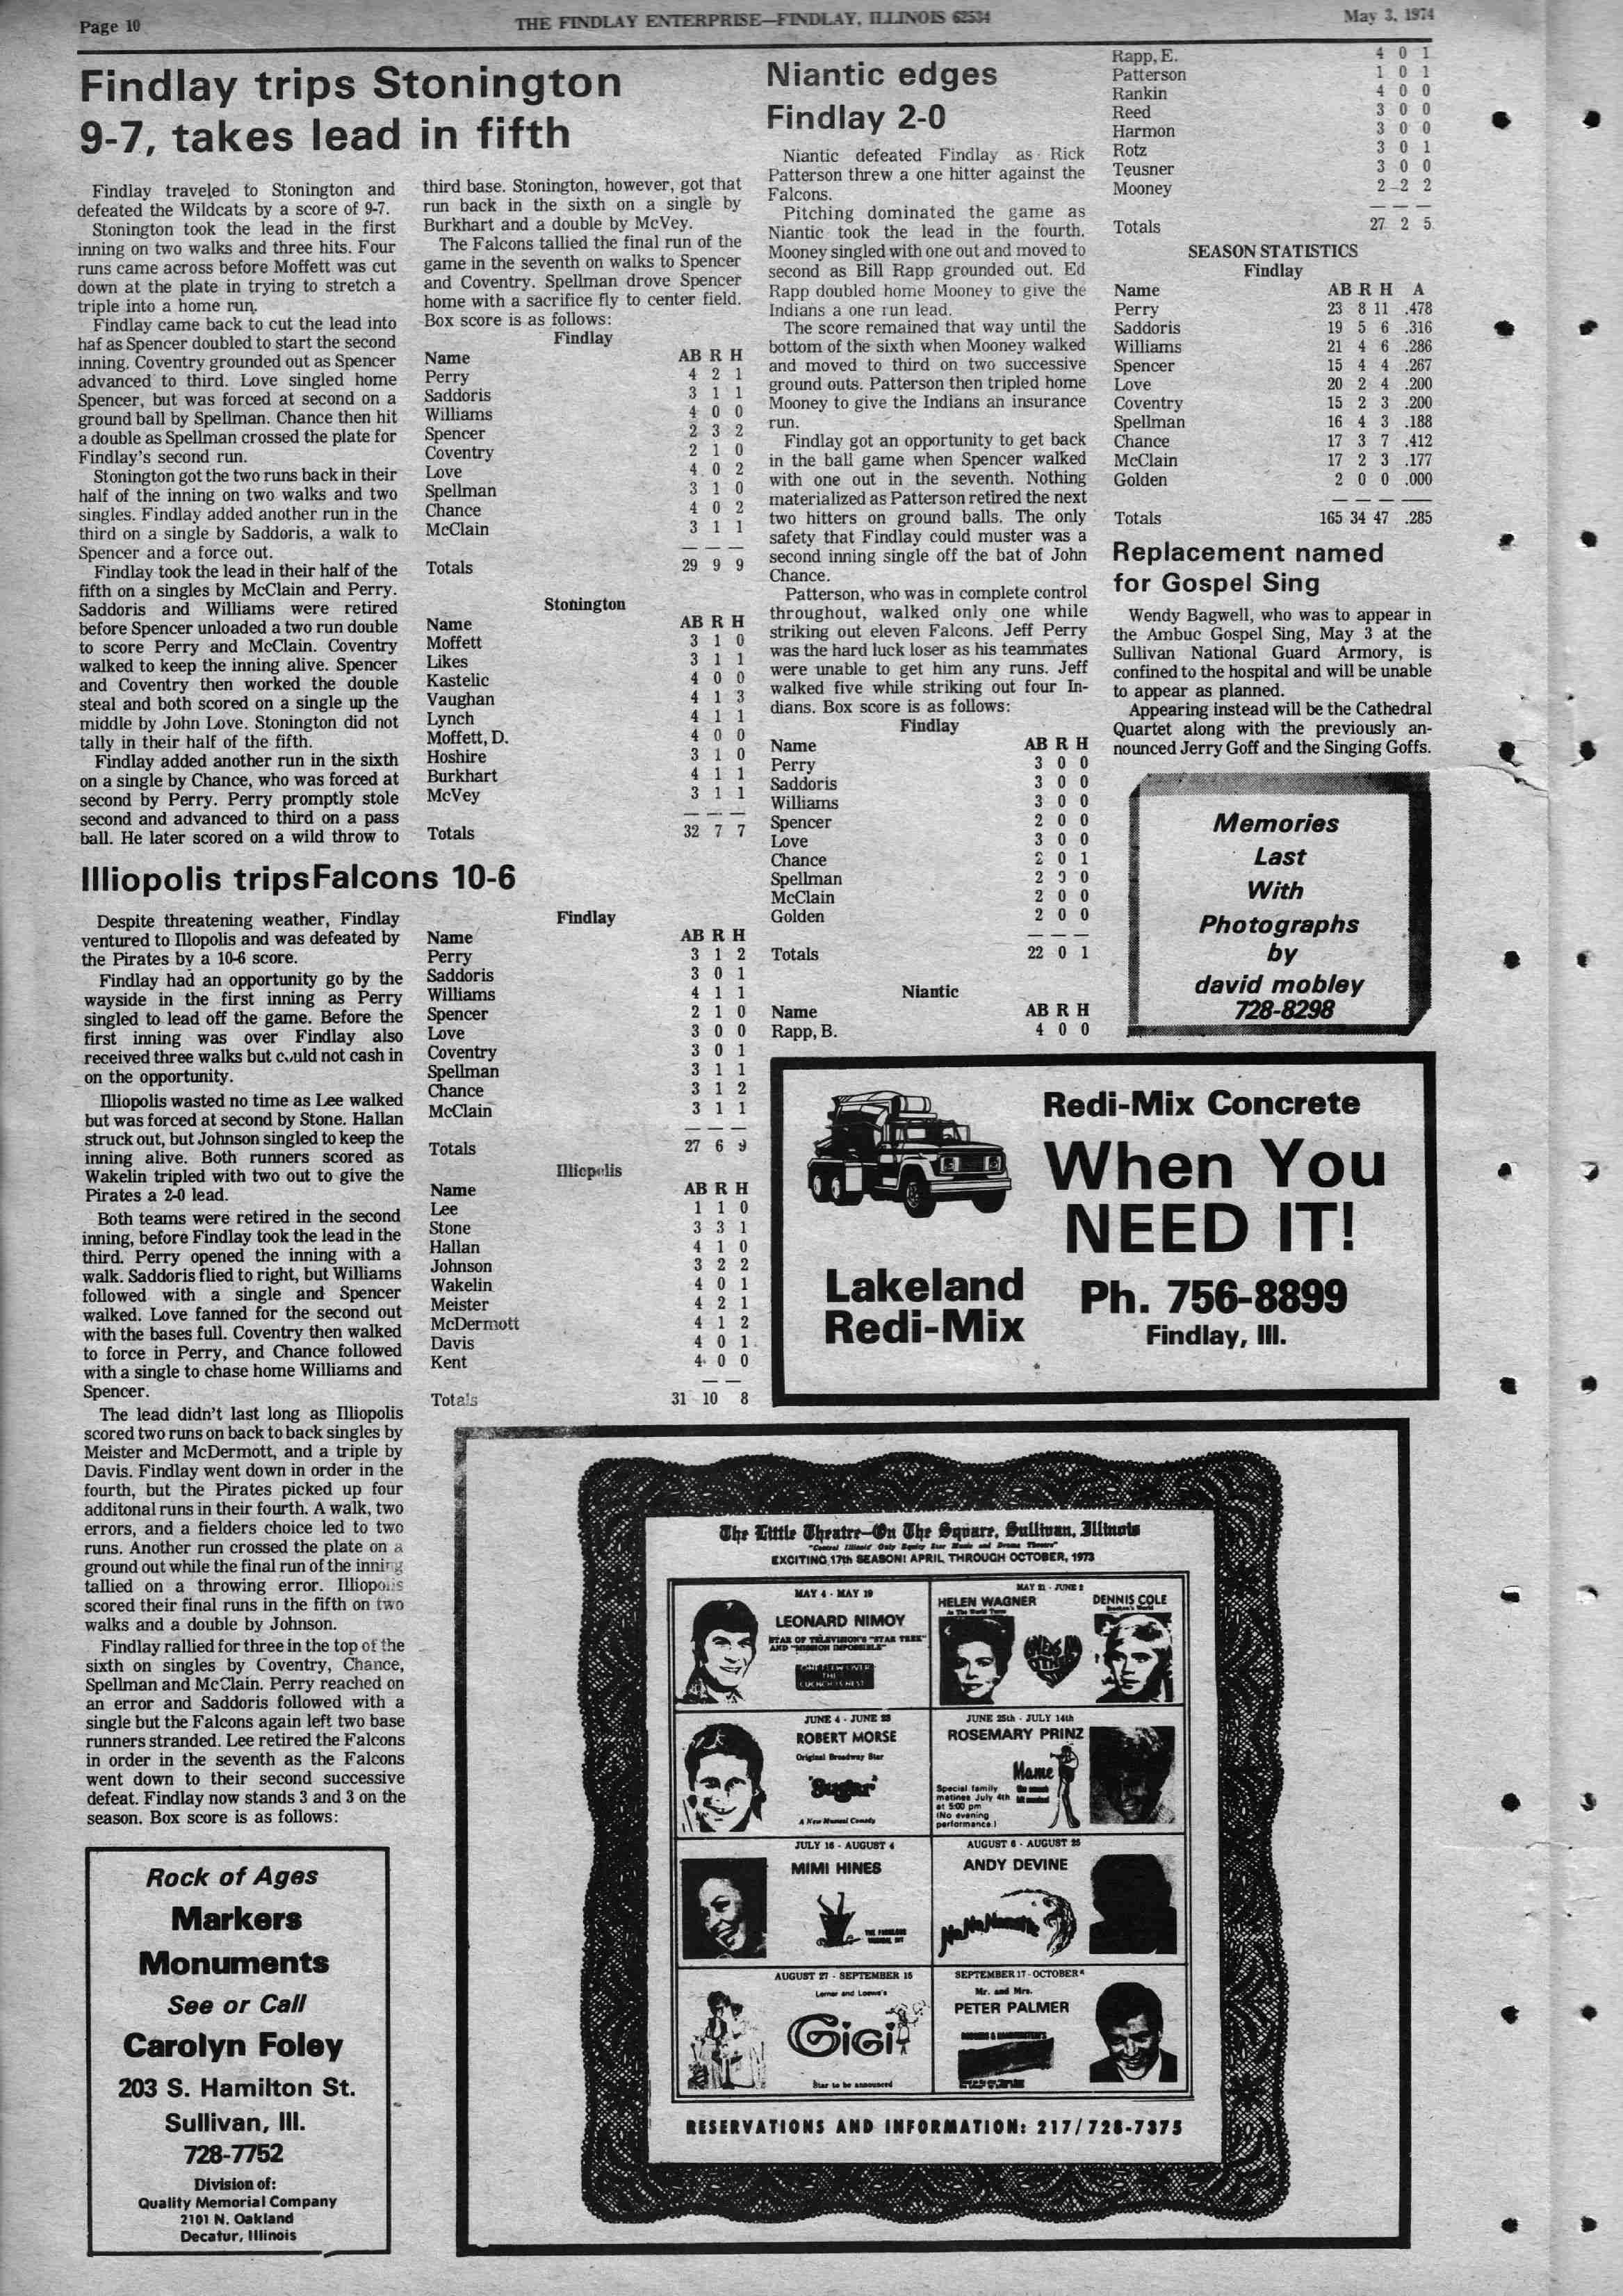 Page 10
THE FINDLAY ENTERPRISE—FINDLAY, ILLINOIS 62534
May 3, 1974
Findlay trips Stonington
9-7, takes lead in fifth
Findlay traveled to Stonington and
defeated the Wildcats by a score of 9-7.
Stonington took the lead in the first
inning on two walks and three hits. Four
runs came across before Moffett was cut
down at the plate in trying to stretch a
triple into a home run.
Findlay came back to cut the lead into
haf as Spencer doubled to start the second
inning. Coventry grounded out as Spencer
advanced to third. Love singled home
Spencer, but was forced at second on a
ground ball by Spellman. Chance then hit
a double as Spellman crossed the plate for
Findlay's second run.
Stonington got the two runs back in their
half of the inning on two walks and two
singles. Findlay added another run in the
third on a single by Saddoris, a walk to
Spencer and a force out.
Findlay took the lead in their half of the
fifth on a singles by McClain and Perry.
Saddoris and Williams were retired
before Spencer unloaded a two run double
to score Perry and McClain. Coventry
walked to keep the inning alive. Spencer
and Coventry then worked the double
steal and both scored on a single up the
middle by John Love. Stonington did not
tally in their half of the fifth.
Findlay added another run in the sixth
on a single by Chance, who was forced at
second by Perry. Perry promptly stole
second and advanced to third on a pass
ball. He later scored on a wild throw to
third base. Stonington, however, got that
run back in the sixth on a single by
Burkhart and a double by McVey.
The Falcons tallied the final run of the
game in the seventh on walks to Spencer
and Coventry. Spellman drove Spencer
home with a sacrifice fly to center field.
Box score is as follows:
Findlay
Name AB R H
Perry 4 2 1
Saddoris 3 1 1
Williams 4 0 0
Spencer 2 3 2
Coventry 2 1 0
Love 4 0 2
Spellman 3 1 0
Chance 4 0 2
McClain 3 1 1
Totals 29 9 9
Stonington
Name AB R H
Moffett 3 1 0
Likes 3 1 1
Kastelic 4 0 0
Vaughan 4 1 3
Lynch 4 1 1
Moffett, D. 4 0 0
Hoshire 3 1 0
Burkhart 4 1 1
McVey 3 1 1
Totals 32 7 7
Illiopolis trips Falcons 10-6
Despite threatening weather, Findlay
ventured to Illopolis and was defeated by
the Pirates by a 10-6 score.
Findlay had an opportunity go by the
wayside in the first inning as Perry
singled to lead off the game. Before the
first inning was over Findlay also
received three walks but could not cash in
on the opportunity.
Illiopolis wasted no time as Lee walked
but was forced at second by Stone. Hallan
struck out, but Johnson singled to keep the
inning alive. Both runners scored as
Wakelin tripled with two out to give the
Pirates a 2-0 lead.
Both teams were retired in the second
inning, before Findlay took the lead in the
third. Perry opened the inning with a
walk. Saddoris flied to right, but Williams
followed with a single and Spencer
walked. Love fanned for the second out
with the bases full. Coventry then walked
to force in Perry, and Chance followed
with a single to chase home Williams and
Spencer.
The lead didn't last long as Illiopolis
scored two runs on back to back singles by
Meister and McDermott, and a triple by
Davis. Findlay went down in order in the
fourth, but the Pirates picked up four
additonal runs in their fourth. A walk, two
errors, and a fielders choice led to two
runs. Another run crossed the plate on a
ground out while the final run of the inning
tallied on a throwing error. Illiopolis
scored their final runs in the fifth on two
walks and a double by Johnson.
Findlay rallied for three in the top of the
sixth on singles by Coventry, Chance,
Spellman and McClain. Perry reached on
an error and Saddoris followed with a
single but the Falcons again left two base
runners stranded. Lee retired the Falcons
in order in the seventh as the Falcons
went down to their second successive
defeat. Findlay now stands 3 and 3 on the
season. Box score is as follows:
Findlay
Name AB R H
Perry 3 1 2
Saddoris 3 0 1
Williams 4 1 1
Spencer 2 1 0
Love 3 0 0
Coventry 3 0 1
Spellman 3 1 1
Chance 3 1 2
McClain 3 1 1
Totals 27 6 9
Illiopolis
Name AB R H
Lee 1 1 0
Stone 3 3 1
Hallan 4 1 0
Johnson 3 2 2
Wakelin 4 0 1
Meister 4 2 1
McDermott 4 1 2
Davis 4 0 1
Kent 4 0 0
Totals 31 10 8
Niantic edges
Findlay 2-0
Niantic defeated Findlay as Rick
Patterson threw a one hitter against the
Falcons.
Pitching dominated the game as
Niantic took the lead in the fourth.
Mooney singled with one out and moved to
second as Bill Rapp grounded out. Ed
Rapp doubled home Mooney to give the
Indians a one run lead.
The score remained that way until the
bottom of the sixth when Mooney walked
and moved to third on two successive
ground outs. Patterson then tripled home
Mooney to give the Indians an insurance
run.
Findlay got an opportunity to get back
in the ball game when Spencer walked
with one out in the seventh. Nothing
materialized as Patterson retired the next
two hitters on ground balls. The only
safety that Findlay could muster was a
second inning single off the bat of John
Chance.
Patterson, who was in complete control
throughout, walked only one while
striking out eleven Falcons. Jeff Perry
was the hard luck loser as his teammates
were unable to get him any runs. Jeff
walked five while striking out four In-
dians. Box score is as follows:
Findlay
Name AB R H
Perry 3 0 0
Saddoris 3 0 0
Williams 3 0 0
Spencer 2 0 0
Love 3 0 0
Chance 2 0 1
Spellman 2 0 0
McClain 2 0 0
Golden 2 0 0
Totals 22 0 1
Niantic
Name AB R H
Rapp, B. 4 0 0
Rapp, E. 4 0 1
Patterson 1 0 1
Rankin 4 0 0
Reed 3 0 0
Harmon 3 0 0
Rotz 3 0 1
Teusner 3 0 0
Mooney 2 2 2
Totals 27 2 5
SEASON STATISTICS
Findlay
Name AB R H A
Perry 23 8 11 .478
Saddoris 19 5 6 .316
Williams 21 4 6 .286
Spencer 15 4 4 .267
Love 20 2 4 .200
Coventry 15 2 3 .200
Spellman 16 4 3 .188
Chance 17 3 7 .412
McClain 17 2 3 .177
Golden 2 0 0 .000
Totals 165 34 47 .285
Replacement named
for Gospel Sing
Wendy Bagwell, who was to appear in
the Ambuc Gospel Sing, May 3 at the
Sullivan National Guard Armory, is
confined to the hospital and will be unable
to appear as planned.
Appearing instead will be the Cathedral
Quartet along with the previously an-
nounced Jerry Goff and the Singing Goffs.
Memories
Last
With
Photographs
by
david mobley
728-8298
Redi-Mix Concrete
When You
NEED IT!
Lakeland
Redi-Mix
Ph. 756-8899
Findlay, Ill.
Rock of Ages
Markers
Monuments
See or Call
Carolyn Foley
203 S. Hamilton St.
Sullivan, Ill.
728-7752
Division of:
Quality Memorial Company
2101 N. Oakland
Decatur, Illinois
The Little Theatre—On The Square, Sullivan, Illinois
"Central Illinois' Only Equity Star Music and Drama Theatre"
EXCITING 17th SEASON! APRIL THROUGH OCTOBER, 1973
MAY 4 - MAY 19
LEONARD NIMOY
STAR OF TELEVISION'S "STAR TREK"
AND "MISSION IMPOSSIBLE"
ONE FLEW OVER
THE
CUCKOO'S NEST
MAY 21 - JUNE 2
HELEN WAGNER
As The World Turns
DENNIS COLE
JUNE 4 - JUNE 23
ROBERT MORSE
Original Broadway Star
"Sugar"
A New Musical Comedy
JUNE 25th - JULY 14th
ROSEMARY PRINZ
Mame
Special family
matinee July 4th
at 5:00 pm
(No evening
performance.)
JULY 16 - AUGUST 4
MIMI HINES
AUGUST 6 - AUGUST 25
ANDY DEVINE
No, No, Nanette
AUGUST 27 - SEPTEMBER 15
Lerner and Loewe's
GiGi
Star to be announced
SEPTEMBER 17 - OCTOBER
Mr. and Mrs.
PETER PALMER
RESERVATIONS AND INFORMATION: 217/728-7375